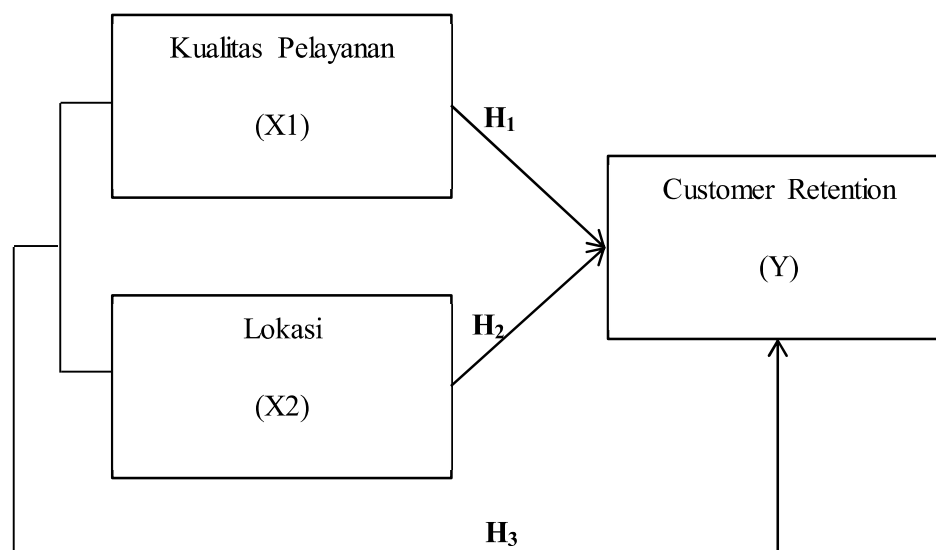 Kualitas Pelayanan
(X1)
H₁
Customer Retention
(Y)
Lokasi
(X2)
H₂
H₃